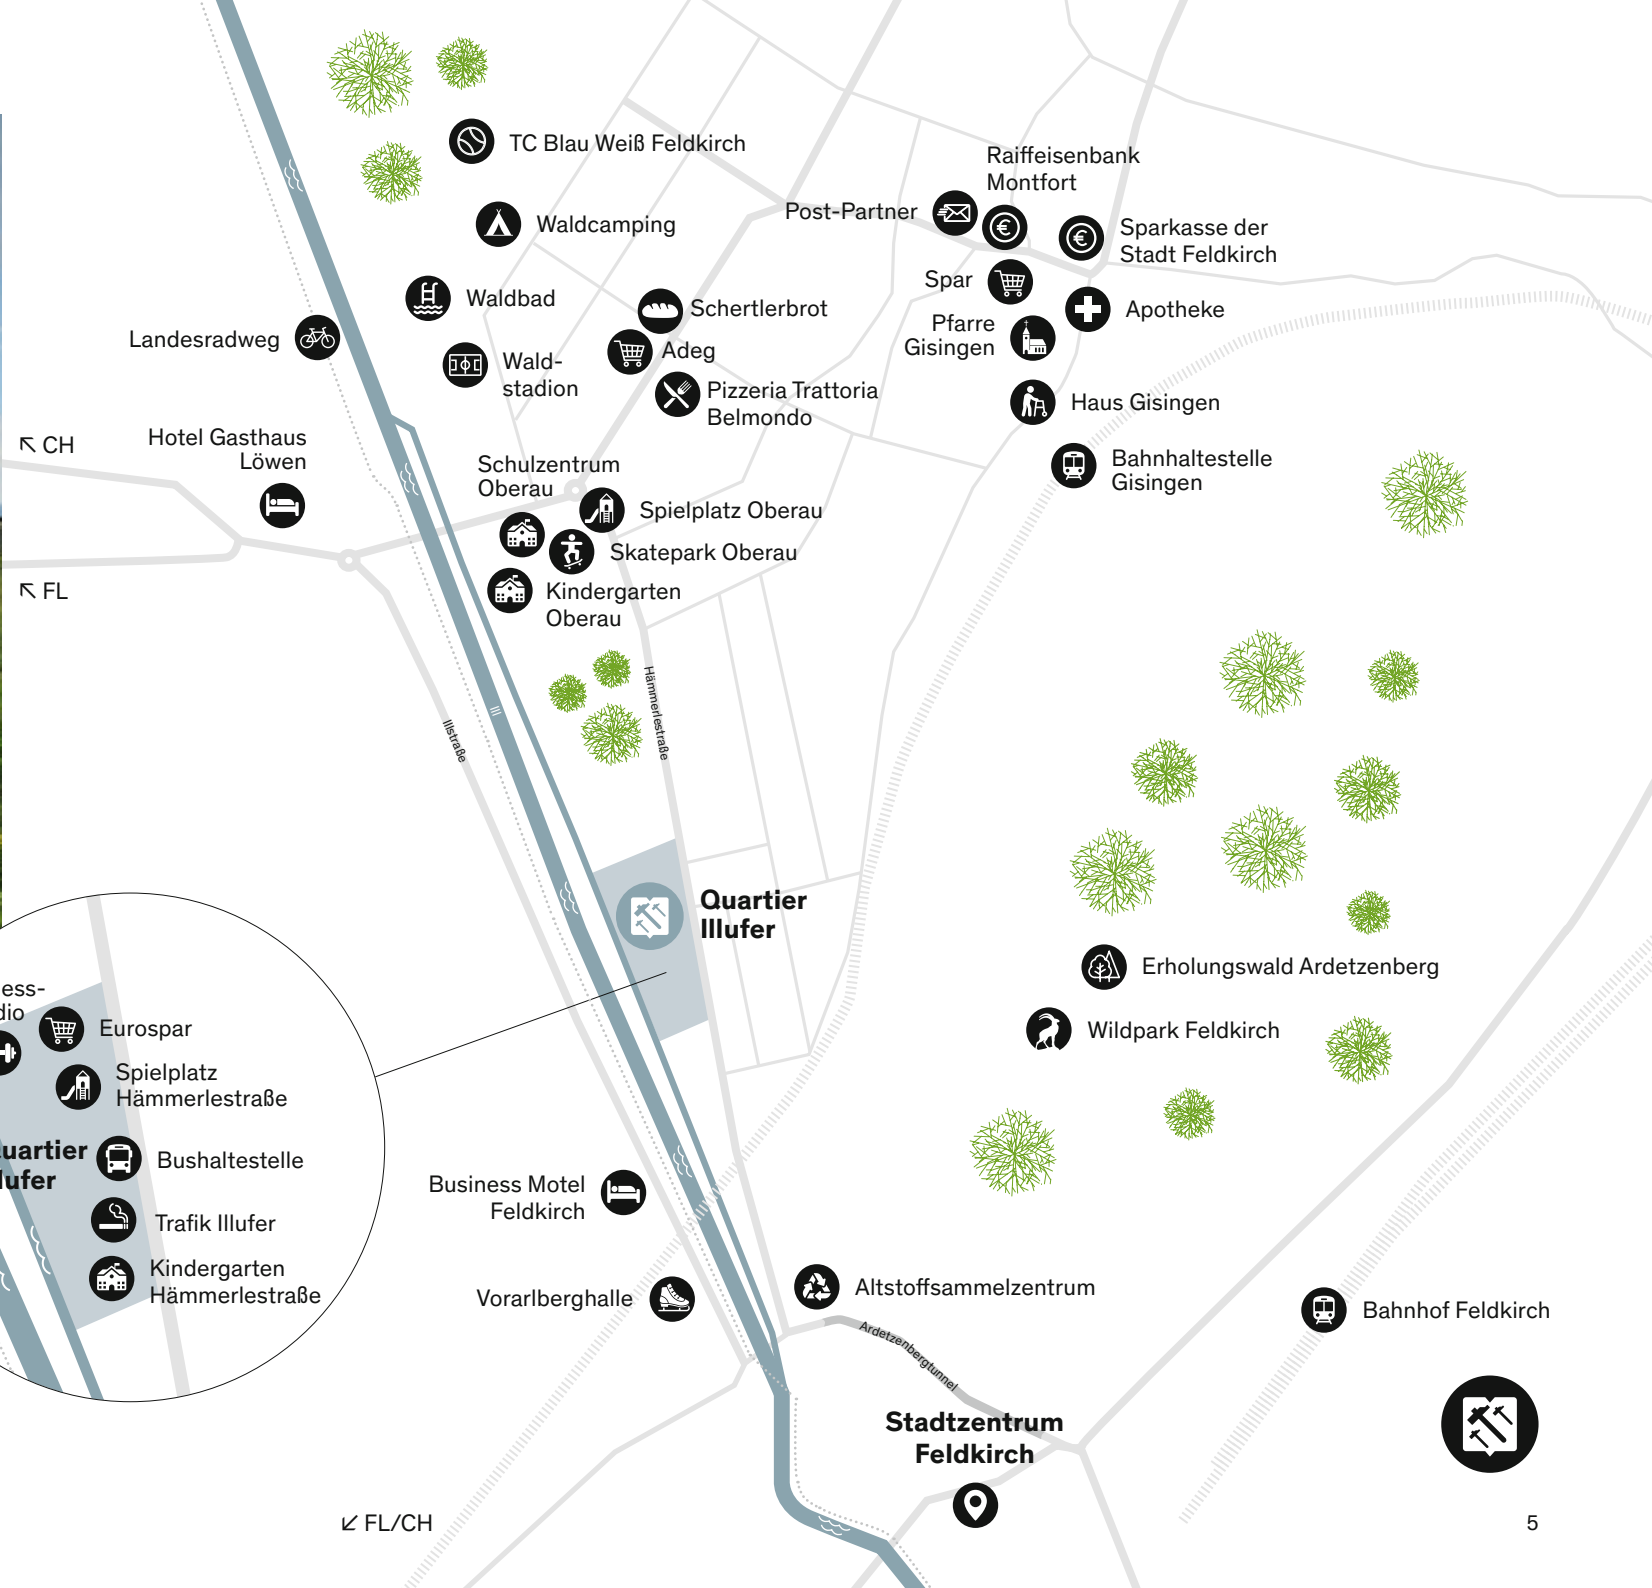 TC Blau Weiß Feldkirch
Raiffeisenbank
Montfort
Post-Partner
Waldcamping
Sparkasse der
Stadt Feldkirch
Spar
Waldbad
Schertlerbrot
Apotheke
Landesradweg
Pfarre
Gisingen
Adeg
Wald-
stadion
Pizzeria Trattoria
Belmondo
Haus Gisingen
↖ CH
Hotel Gasthaus
Löwen
Schulzentrum
Oberau
Bahnhaltestelle
Gisingen
Spielplatz Oberau
Skatepark Oberau
↖ FL
Kindergarten
Oberau
Hämmerlestraße
Illstraße
Ill
Quartier
Illufer
Erholungswald Ardetzenberg
Wildpark Feldkirch
ess-
dio
Eurospar
Spielplatz
Hämmerlestraße
uartier
lufer
Bushaltestelle
Trafik Illufer
Kindergarten
Hämmerlestraße
Business Motel
Feldkirch
Vorarlberghalle
Altstoffsammelzentrum
Bahnhof Feldkirch
Ardetzenbergtunnel
Stadtzentrum
Feldkirch
↙ FL/CH
5